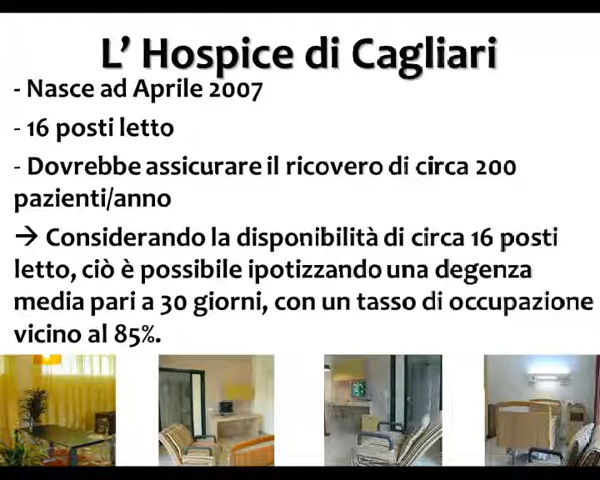 L' Hospice di Cagliari
- Nasce ad Aprile 2007
- 16 posti letto
- Dovrebbe assicurare il ricovero di circa 200
pazienti/anno
→ Considerando la disponibilità di circa 16 posti
letto, ciò è possibile ipotizzando una degenza
media pari a 30 giorni, con un tasso di occupazione
vicino al 85%.